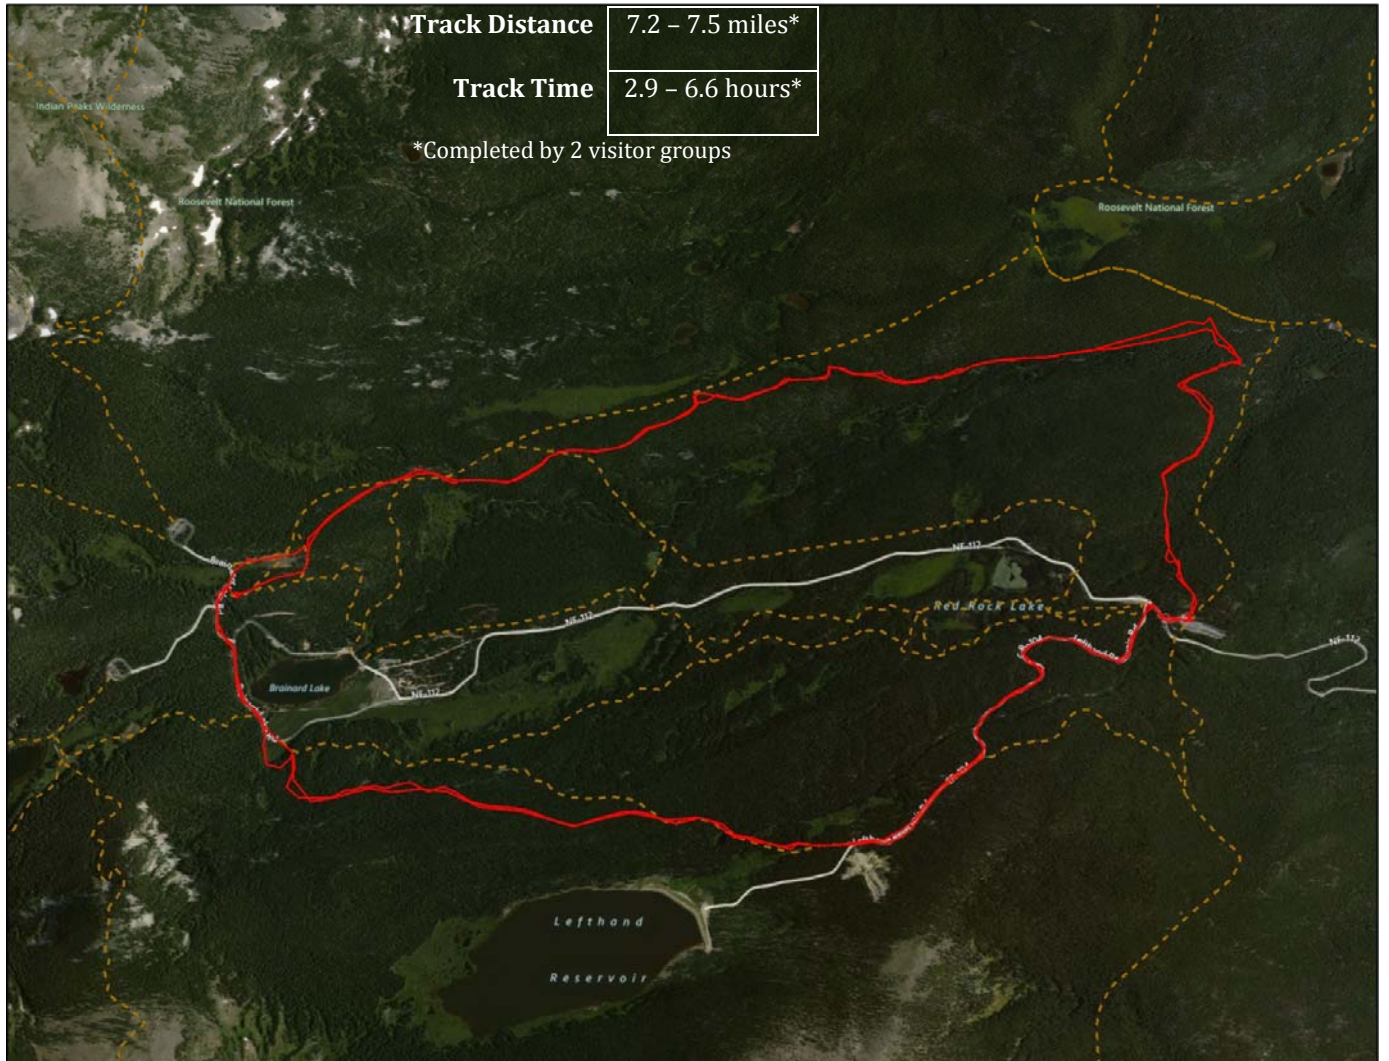 Track Distance 7.2 – 7.5 miles*
Track Time 2.9 – 6.6 hours*
*Completed by 2 visitor groups
Indian Peaks Wilderness
Roosevelt National Forest
Roosevelt National Forest
NF-112
Red Rock Lake
NF-112
NF-112
Brainard Lake
NF-112
Lefthand
Reservoir